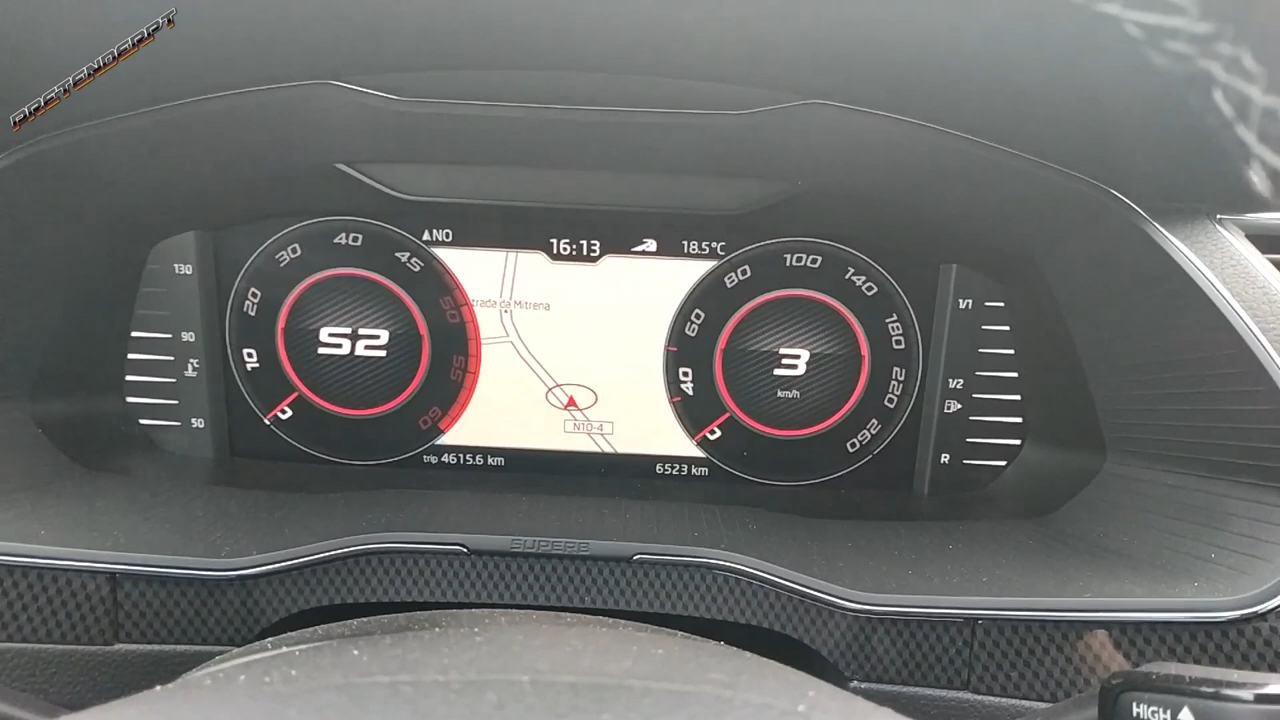 PRETENDERPT
130
90
°C
50
10
20
30
40
45
50
55
60
0
S2
NO
16:13
18.5°C
trada da Mitrena
N10-4
trip 4615.6 km
6523 km
0
40
60
80
100
140
180
220
260
3
km/h
1/1
1/2
R
SUPERB
HIGH